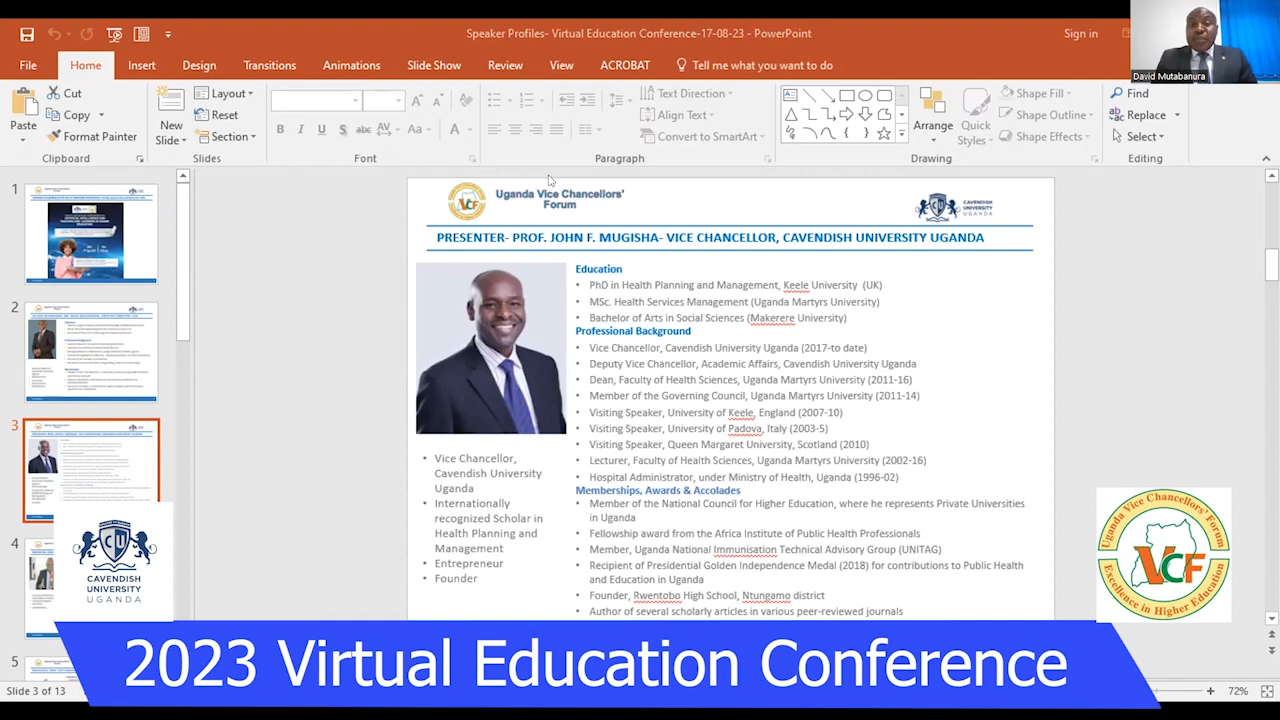 Speaker Profiles- Virtual Education Conference-17-08-23 - PowerPoint
Sign in
David Mutabanura
File Home Insert Design Transitions Animations Slide Show Review View ACROBAT Tell me what you want to do
Paste
Cut
Copy
Format Painter
Clipboard
New
Slide
Layout
Reset
Section
Slides
B I U S abc AV Aa A
Font
Text Direction
Align Text
Convert to SmartArt
Paragraph
Arrange
Quick
Styles
Shape Fill
Shape Outline
Shape Effects
Drawing
Find
Replace
Select
Editing
1
2
3
4
5
Uganda Vice Chancellors'
Forum
VCF
CAVENDISH
UNIVERSITY
UGANDA
PRESENTER- PROF. JOHN F. MUGISHA- VICE CHANCELLOR, CAVENDISH UNIVERSITY UGANDA
• Vice Chancellor,
Cavendish University
Uganda
• Internationally
recognized Scholar in
Health Planning and
Management
• Entrepreneur
• Founder
Education
• PhD in Health Planning and Management, Keele University (UK)
• MSc. Health Services Management (Uganda Martyrs University)
• Bachelor of Arts in Social Sciences (Makerere University)
Professional Background
• Vice Chancellor, Cavendish University Uganda (2017-to date)
• Deputy Vice Chancellor, Academic Affairs, Cavendish University Uganda
• Dean, Faculty of Health Sciences, Uganda Martyrs University (2011-16)
• Member of the Governing Council, Uganda Martyrs University (2011-14)
• Visiting Speaker, University of Keele, England (2007-10)
• Visiting Speaker, University of Padova, Italy (2003-5)
• Visiting Speaker, Queen Margaret University, Scotland (2010)
• Lecturer, Faculty of Health Sciences, Uganda Martyrs University (2002-16)
• Hospital Administrator, under Ministry of Health, Uganda (1996-02)
Memberships, Awards & Accolades
• Member of the National Council for Higher Education, where he represents Private Universities
in Uganda
• Fellowship award from the Africa Institute of Public Health Professionals
• Member, Uganda National Immunisation Technical Advisory Group (UNITAG)
• Recipient of Presidential Golden Independence Medal (2018) for contributions to Public Health
and Education in Uganda
• Founder, Rwentobo High School, Ntungamo district
• Author of several scholarly articles in various peer-reviewed journals
CU
CAVENDISH
UNIVERSITY
UGANDA
Uganda Vice Chancellors' Forum
VCF
Excellence in Higher Education
2023 Virtual Education Conference
Slide 3 of 13
72%